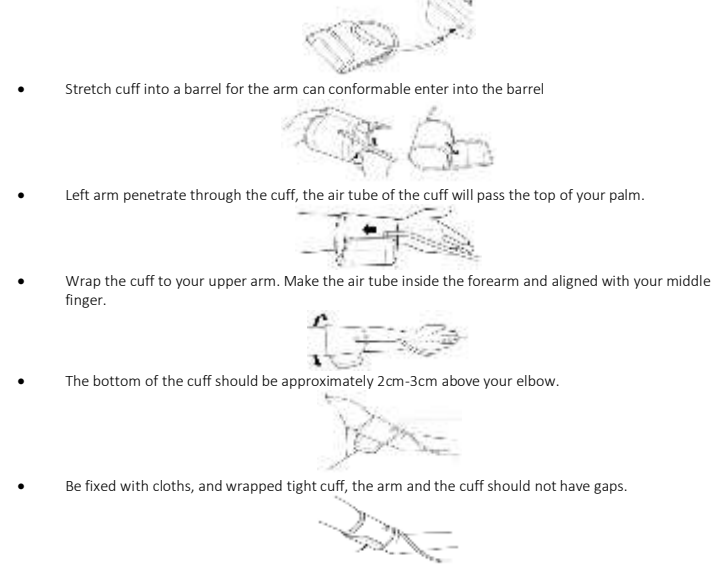 • Stretch cuff into a barrel for the arm can conformable enter into the barrel
• Left arm penetrate through the cuff, the air tube of the cuff will pass the top of your palm.
• Wrap the cuff to your upper arm. Make the air tube inside the forearm and aligned with your middle
finger.
• The bottom of the cuff should be approximately 2cm-3cm above your elbow.
• Be fixed with cloths, and wrapped tight cuff, the arm and the cuff should not have gaps.